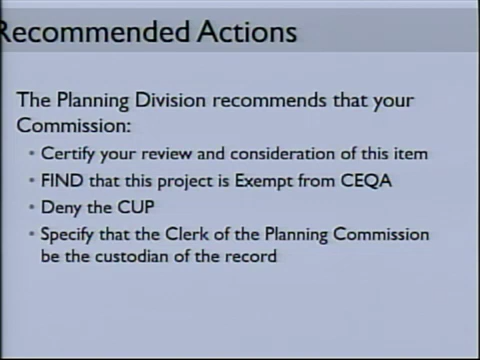 Recommended Actions
The Planning Division recommends that your
Commission:
• Certify your review and consideration of this item
• FIND that this project is Exempt from CEQA
• Deny the CUP
• Specify that the Clerk of the Planning Commission
be the custodian of the record